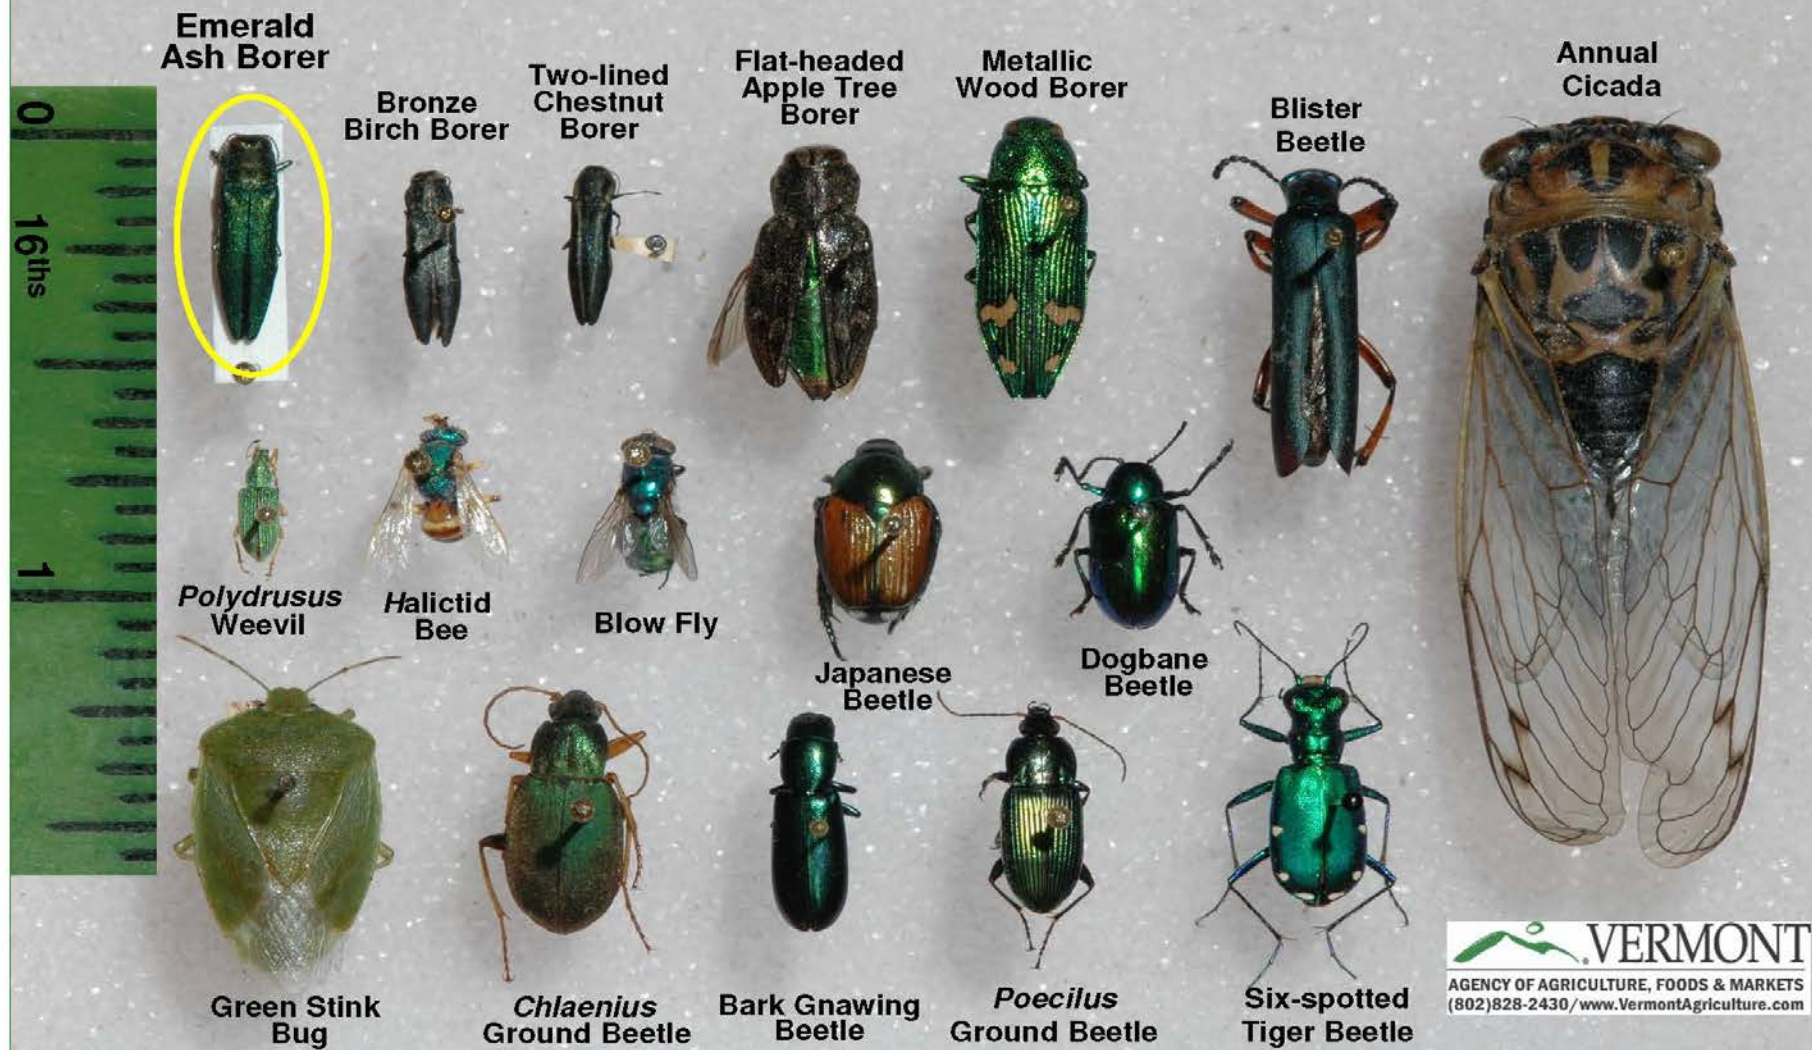 Emerald
Ash Borer
Bronze
Birch Borer
Two-lined
Chestnut
Borer
Flat-headed
Apple Tree
Borer
Metallic
Wood Borer
Blister
Beetle
Annual
Cicada
0
16ths
1
Polydrusus
Weevil
Halictid
Bee
Blow Fly
Japanese
Beetle
Dogbane
Beetle
Green Stink
Bug
Chlaenius
Ground Beetle
Bark Gnawing
Beetle
Poecilus
Ground Beetle
Six-spotted
Tiger Beetle
VERMONT
AGENCY OF AGRICULTURE, FOODS & MARKETS
(802)828-2430/www.VermontAgriculture.com